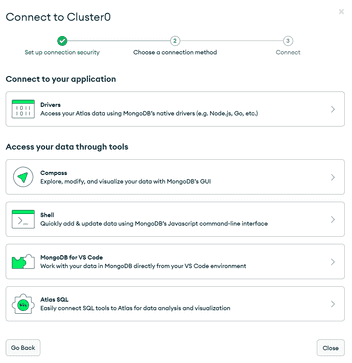 Connect to Cluster0
×
2
3
Set up connection security
Choose a connection method
Connect
Connect to your application
Drivers
Access your Atlas data using MongoDB's native drivers (e.g. Node.js, Go, etc.)
Access your data through tools
Compass
Explore, modify, and visualize your data with MongoDB's GUI
Shell
Quickly add & update data using MongoDB's Javascript command-line interface
MongoDB for VS Code
Work with your data in MongoDB directly from your VS Code environment
Atlas SQL
Easily connect SQL tools to Atlas for data analysis and visualization
Go Back
Close